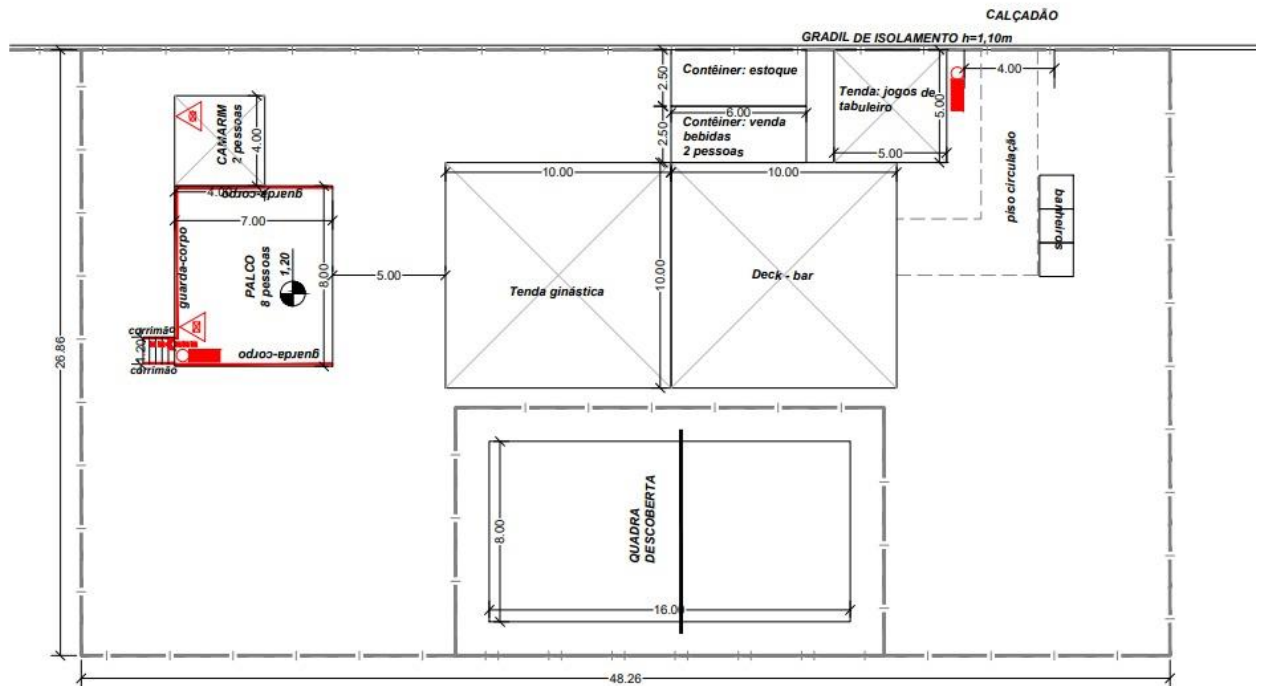 CALÇADÃO
GRADIL DE ISOLAMENTO h=1,10m
4.00
2.50
Contêiner: estoque
6.00
2.50
Contêiner: venda
bebidas
2 pessoas
Tenda: jogos de
tabuleiro
5.00
5.00
CAMARIM
2 pessoas
4.00
4.00
guarda-corpo
7.00
guarda-corpo
PALCO
8 pessoas
1,20
8.00
corrimão
1.20
corrimão
guarda-corpo
5.00
10.00
10.00
10.00
Tenda ginástica
Deck - bar
piso circulação
banheiros
26.86
QUADRA
DESCOBERTA
8.00
16.00
48.26